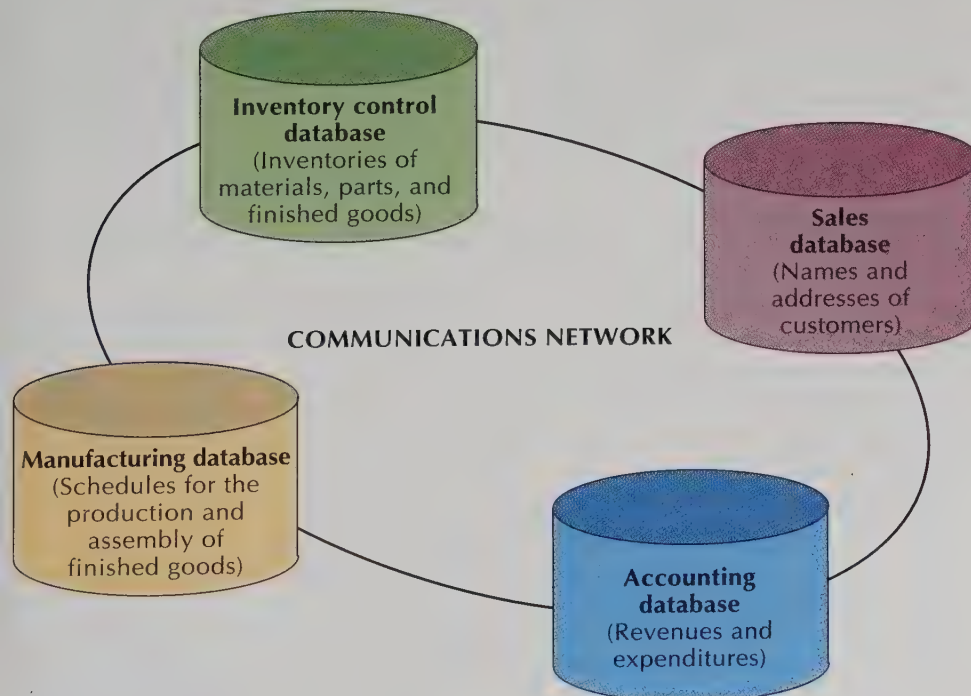 Inventory control
database
(Inventories of
materials, parts, and
finished goods)
Sales
database
(Names and
addresses of
customers)
COMMUNICATIONS NETWORK
Manufacturing database
(Schedules for the
production and
assembly of
finished goods)
Accounting
database
(Revenues and
expenditures)